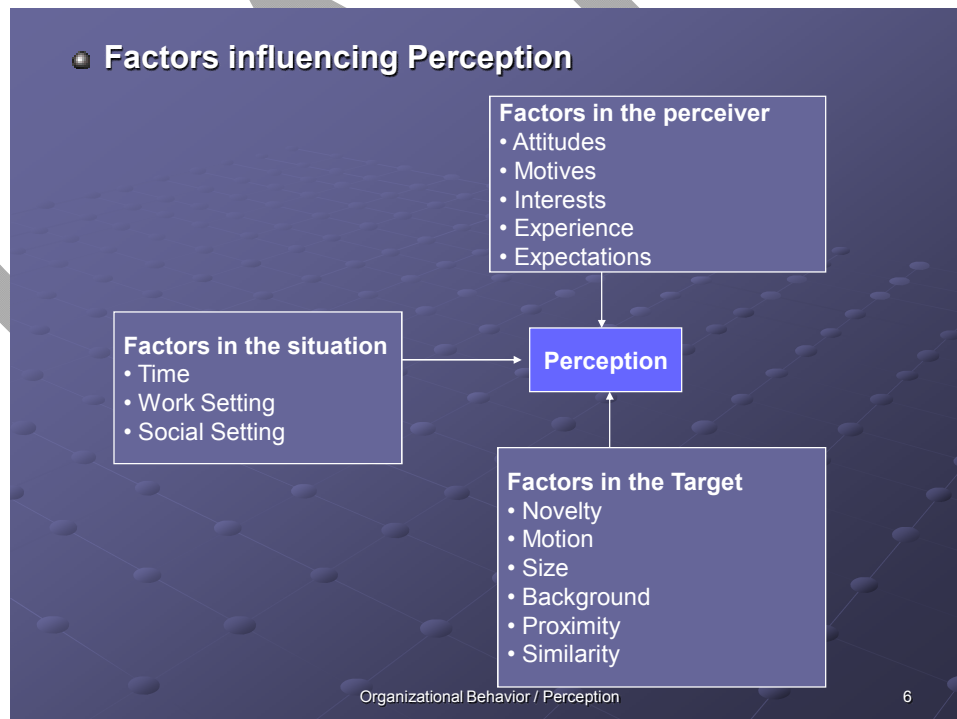 Factors influencing Perception
Factors in the perceiver
• Attitudes
• Motives
• Interests
• Experience
• Expectations
Factors in the situation
• Time
• Work Setting
• Social Setting
Perception
Factors in the Target
• Novelty
• Motion
• Size
• Background
• Proximity
• Similarity
Organizational Behavior / Perception
6